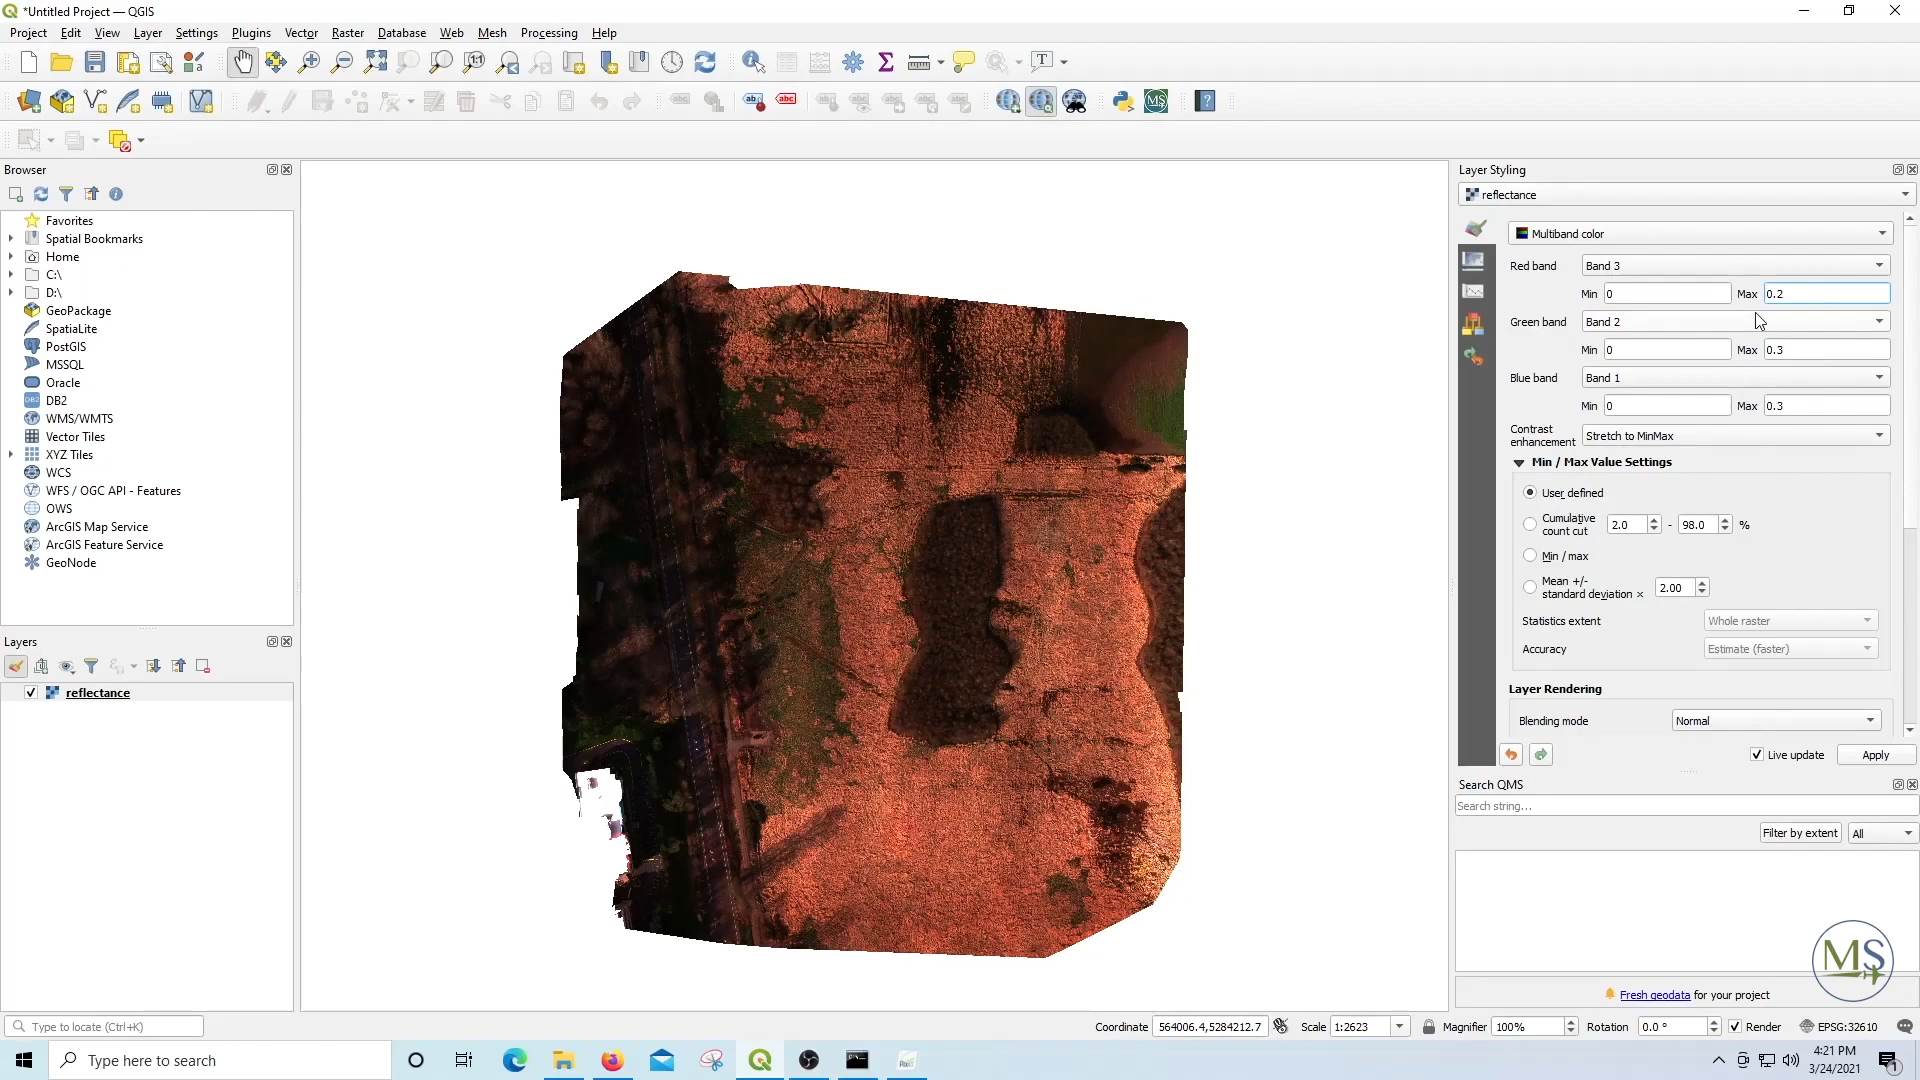 *Untitled Project — QGIS
Project Edit View Layer Settings Plugins Vector Raster Database Web Mesh Processing Help
Browser
Favorites
Spatial Bookmarks
Home
C:\
D:\
GeoPackage
SpatiaLite
PostGIS
MSSQL
Oracle
DB2
WMS/WMTS
Vector Tiles
XYZ Tiles
WCS
WFS / OGC API - Features
OWS
ArcGIS Map Service
ArcGIS Feature Service
GeoNode
Layers
reflectance
Layer Styling
reflectance
Multiband color
Red band Band 3
Min 0 Max 0.2
Green band Band 2
Min 0 Max 0.3
Blue band Band 1
Min 0 Max 0.3
Contrast enhancement Stretch to MinMax
Min / Max Value Settings
User defined
Cumulative count cut 2.0 - 98.0 %
Min / max
Mean +/- standard deviation × 2.00
Statistics extent Whole raster
Accuracy Estimate (faster)
Layer Rendering
Blending mode Normal
Live update Apply
Search QMS
Search string...
Filter by extent All
MS
Fresh geodata for your project
Type to locate (Ctrl+K) Coordinate 564006.4,5284212.7 Scale 1:2623 Magnifier 100% Rotation 0.0 ° Render EPSG:32610
Type here to search
4:21 PM
3/24/2021
1